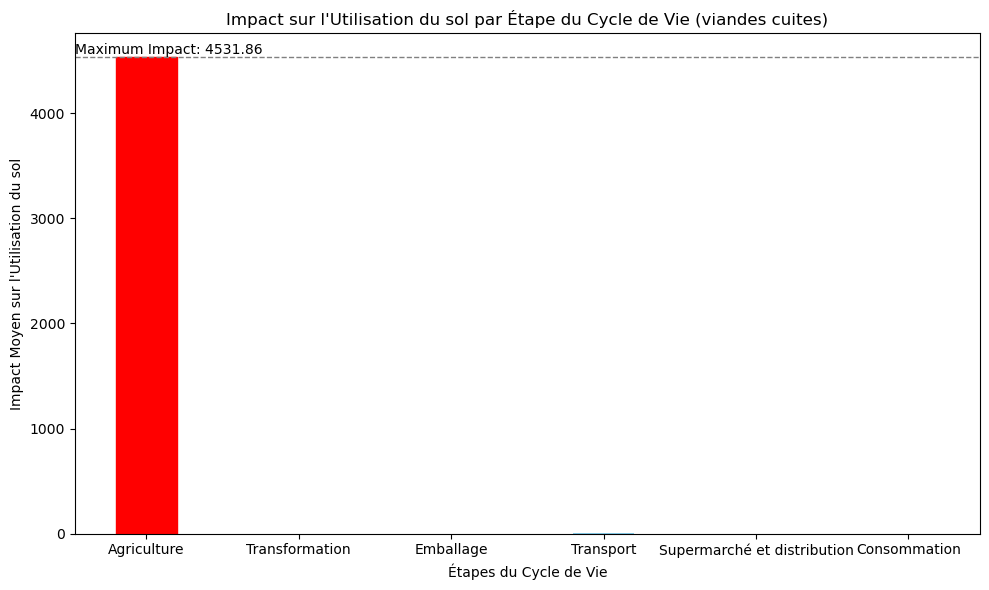 Impact sur l'Utilisation du sol par Étape du Cycle de Vie (viandes cuites)
Maximum Impact: 4531.86
Impact Moyen sur l'Utilisation du sol
4000
3000
2000
1000
0
Agriculture Transformation Emballage Transport Supermarché et distribution Consommation
Étapes du Cycle de Vie